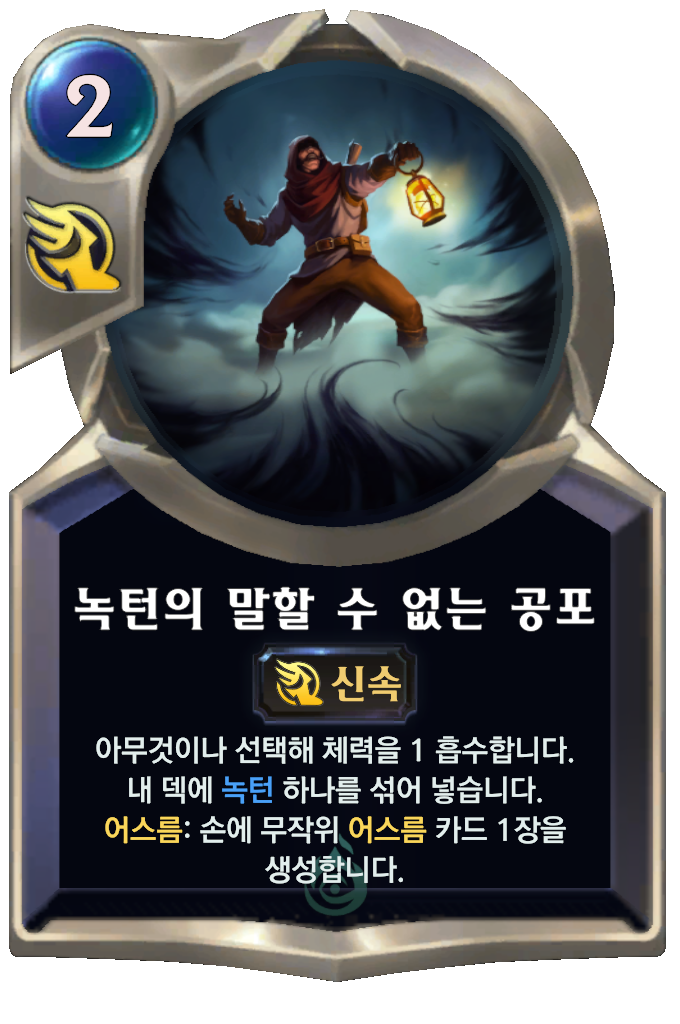 2
녹턴의 말할 수 없는 공포
신속
아무것이나 선택해 체력을 1 흡수합니다.
내 덱에 녹턴 하나를 섞어 넣습니다.
어스름: 손에 무작위 어스름 카드 1장을
생성합니다.